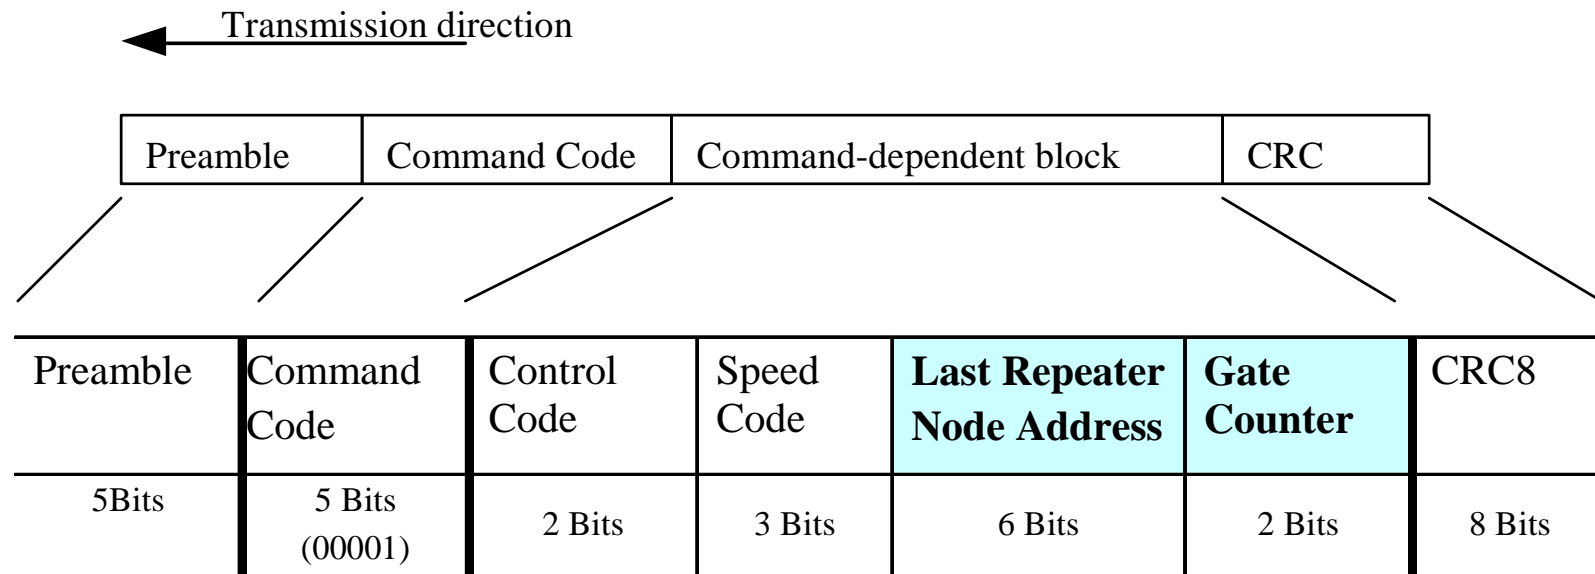 Transmission direction
Preamble
Command Code
Command-dependent block
CRC
Preamble
Command
Code
Control
Code
Speed
Code
Last Repeater
Node Address
Gate
Counter
CRC8
5Bits
5 Bits
(00001)
2 Bits
3 Bits
6 Bits
2 Bits
8 Bits